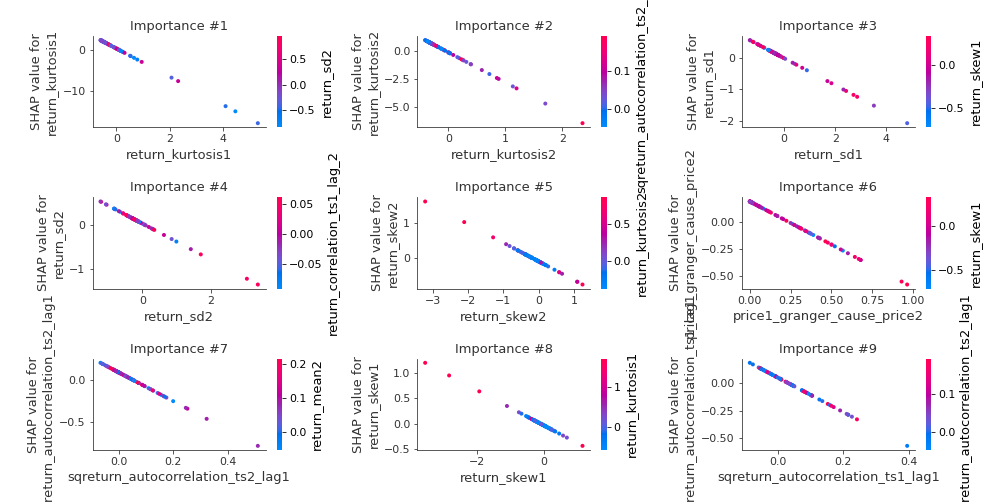 Importance #1
SHAP value for
return_kurtosis1
0
−10
0
2
4
return_kurtosis1
0.5
0.0
−0.5
return_sd2
Importance #2
SHAP value for
return_kurtosis2
0.0
−2.5
−5.0
0
1
2
return_kurtosis2
0.1
0.0
sqreturn_autocorrelation_ts2_
Importance #3
SHAP value for
return_sd1
0
−1
−2
0
2
4
return_sd1
0.0
−0.5
return_skew1
Importance #4
SHAP value for
return_sd2
0
−1
0
2
return_sd2
0.05
0.00
−0.05
return_correlation_ts1_lag_2
Importance #5
SHAP value for
return_skew2
0
−3
−2
−1
0
1
return_skew2
0.5
0.0
return_kurtosis2
Importance #6
SHAP value for
price1_granger_cause_price2
0.00
−0.25
−0.50
0.00
0.25
0.50
0.75
1.00
price1_granger_cause_price2
0.0
−0.5
return_skew1
Importance #7
SHAP value for
return_autocorrelation_ts2_lag1
0.0
−0.5
0.0
0.2
0.4
sqreturn_autocorrelation_ts2_lag1
0.2
0.1
0.0
return_mean2
Importance #8
SHAP value for
return_skew1
1.0
0.5
0.0
−0.5
−2
0
return_skew1
1
0
return_kurtosis1
Importance #9
SHAP value for
return_autocorrelation_ts1_lag1
0.00
−0.25
−0.50
0.0
0.2
0.4
sqreturn_autocorrelation_ts1_lag1
0.1
0.0
return_autocorrelation_ts2_lag1